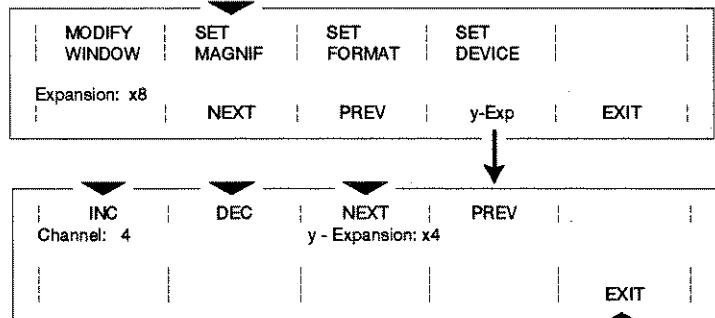 MODIFY SET SET SET
WINDOW MAGNIF FORMAT DEVICE
Expansion: x8
NEXT PREV y-Exp EXIT
INC DEC NEXT PREV
Channel: 4 y - Expansion: x4
EXIT